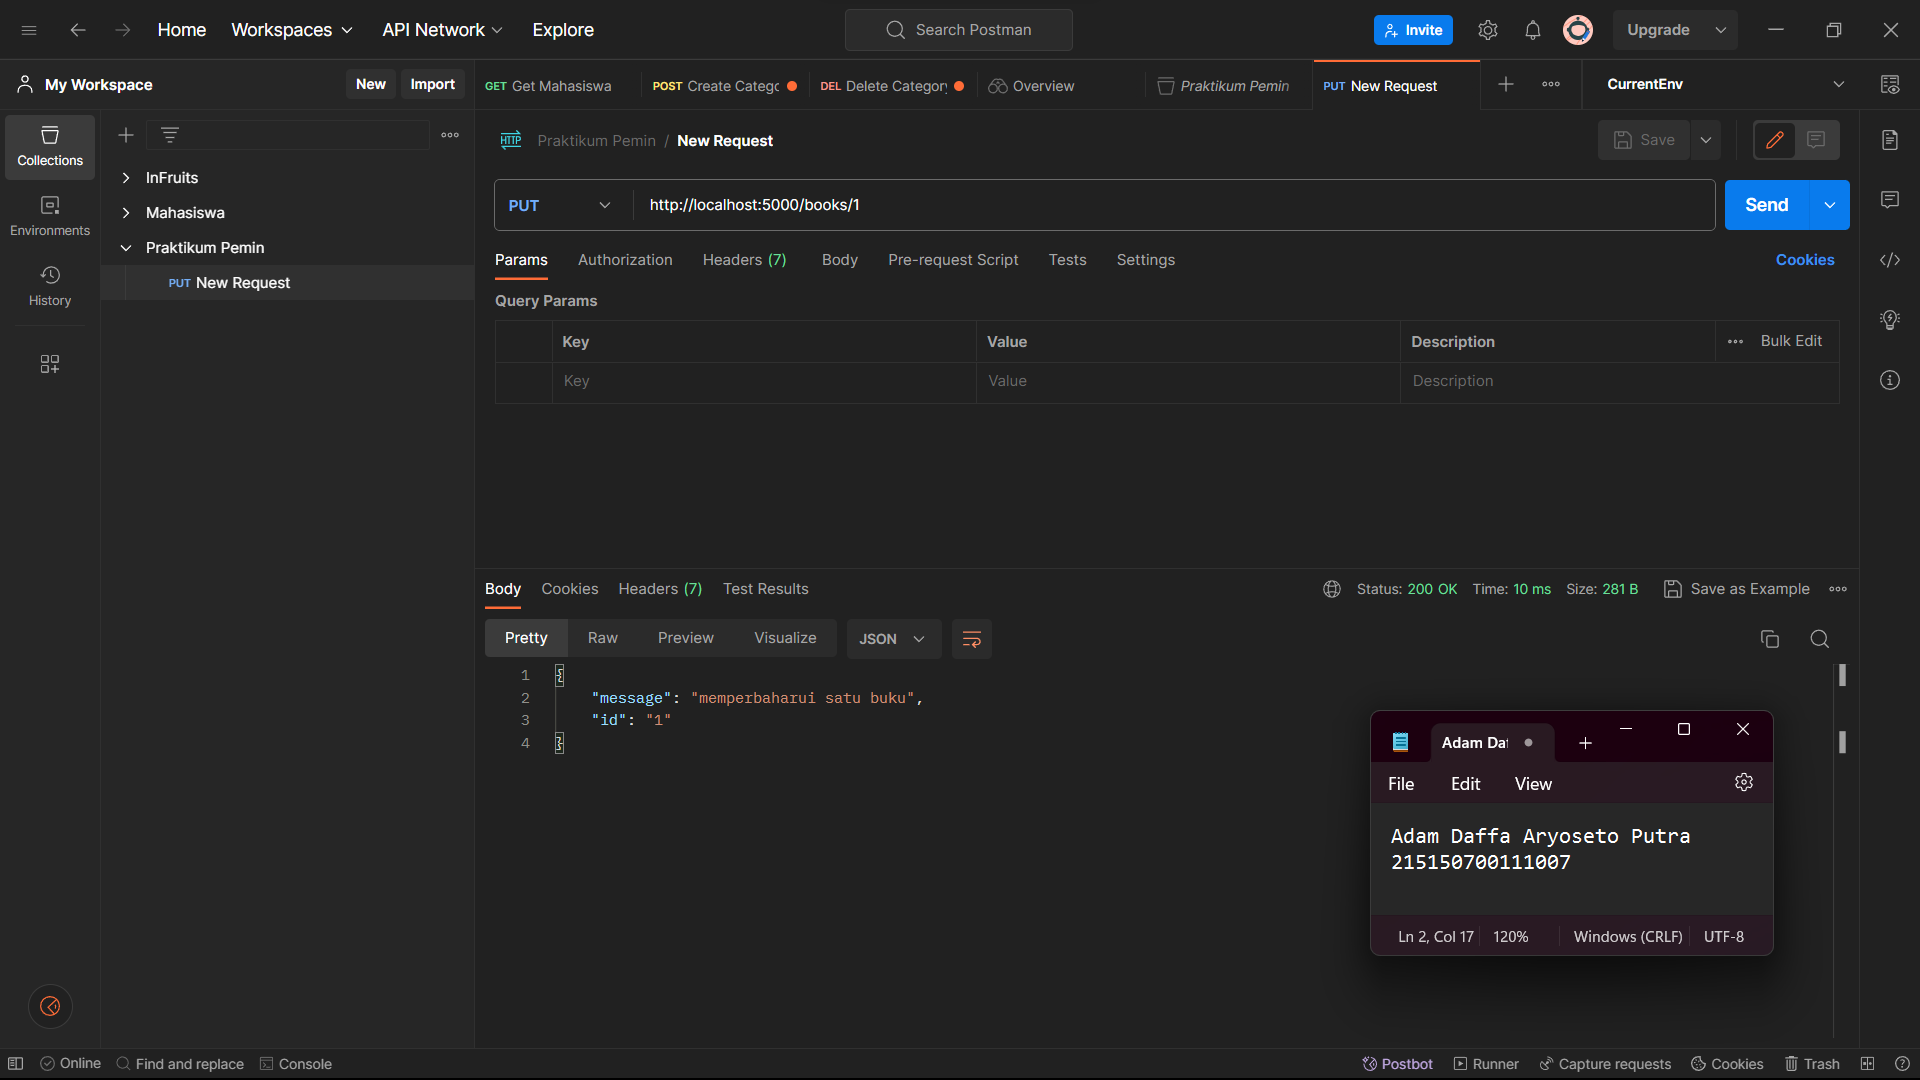 Home Workspaces API Network Explore Search Postman Invite Upgrade
My Workspace New Import GET Get Mahasiswa POST Create Catego DEL Delete Category Overview Praktikum Pemin PUT New Request CurrentEnv
Collections
Environments
History
InFruits
Mahasiswa
Praktikum Pemin
PUT New Request
HTTP Praktikum Pemin / New Request Save
PUT http://localhost:5000/books/1 Send
Params Authorization Headers (7) Body Pre-request Script Tests Settings Cookies
Query Params
Key Value Description Bulk Edit
Key Value Description
Body Cookies Headers (7) Test Results Status: 200 OK Time: 10 ms Size: 281 B Save as Example
Pretty Raw Preview Visualize JSON
1 {
2 "message": "memperbaharui satu buku",
3 "id": "1"
4 }
Adam Da
File Edit View
Adam Daffa Aryoseto Putra
215150700111007
Ln 2, Col 17 120% Windows (CRLF) UTF-8
Online Find and replace Console Postbot Runner Capture requests Cookies Trash